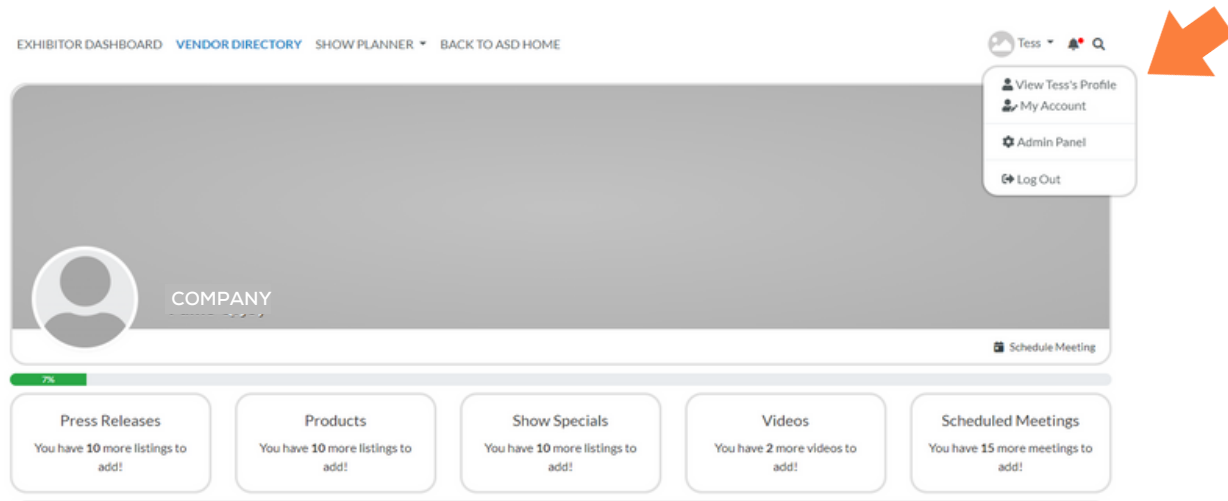 EXHIBITOR DASHBOARD VENDOR DIRECTORY SHOW PLANNER BACK TO ASD HOME Tess
View Tess's Profile
My Account
Admin Panel
Log Out
COMPANY
Schedule Meeting
7%
Press Releases
You have 10 more listings to
add!
Products
You have 10 more listings to
add!
Show Specials
You have 10 more listings to
add!
Videos
You have 2 more videos to
add!
Scheduled Meetings
You have 15 more meetings to
add!